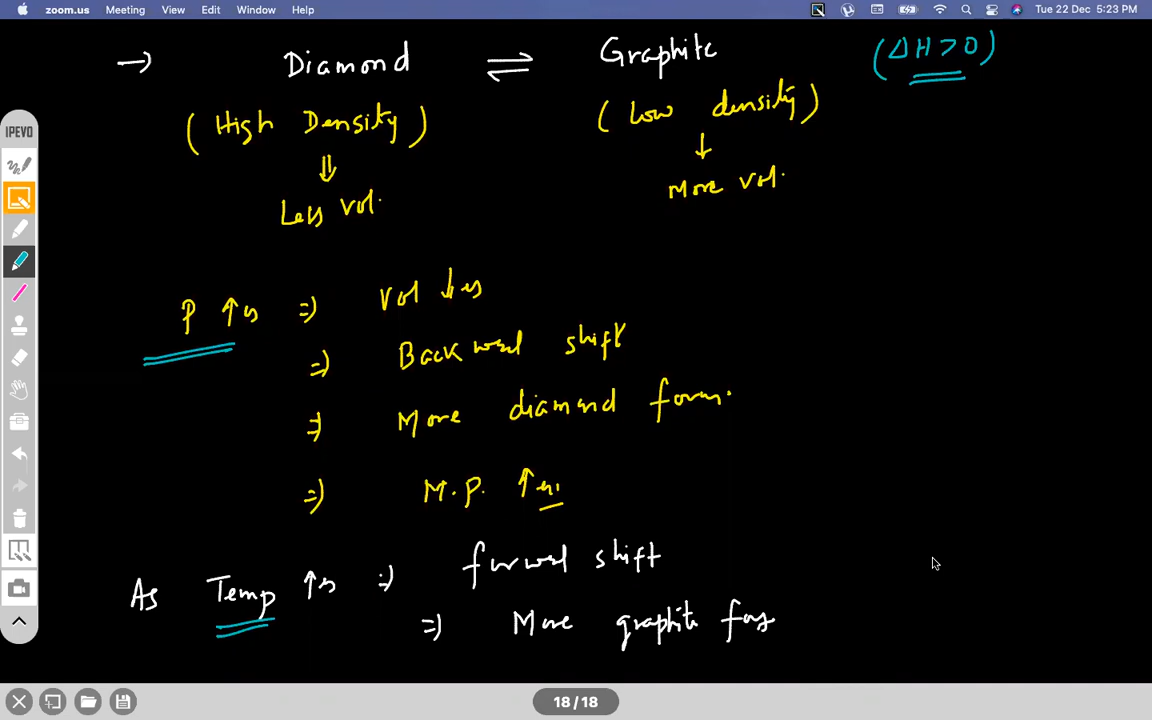 zoom.us Meeting View Edit Window Help Tue 22 Dec 5:23 PM
→ Diamond ⇌ Graphite (ΔH > 0)
(High Density) (Low density)
⇓ ↓
Less vol. More vol.
IPEVO
P ↑es ⇒ Vol ↓es
⇒ Backward shift
⇒ More diamond form.
⇒ M.P. ↑es.
As Temp ↑es ⇒ forwad shift
⇒ More graphite
18 / 18